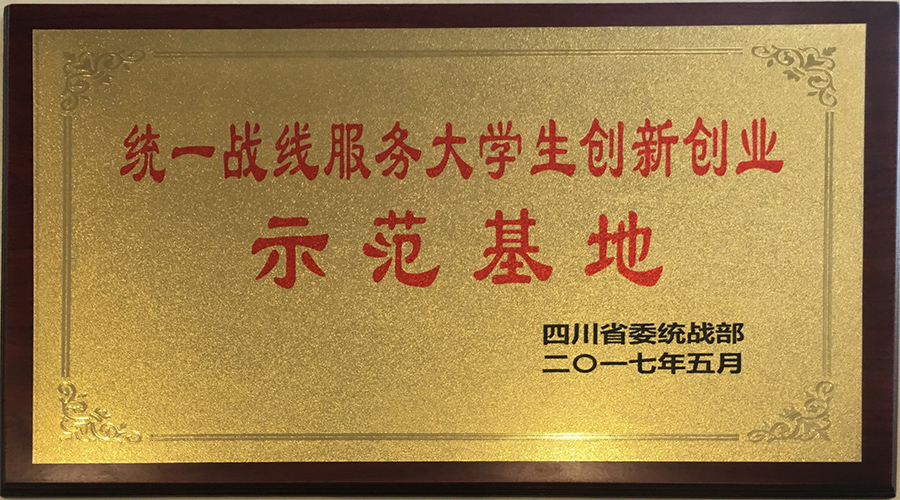 统一战线服务大学生创新创业
示范基地
四川省委统战部
二〇一七年五月